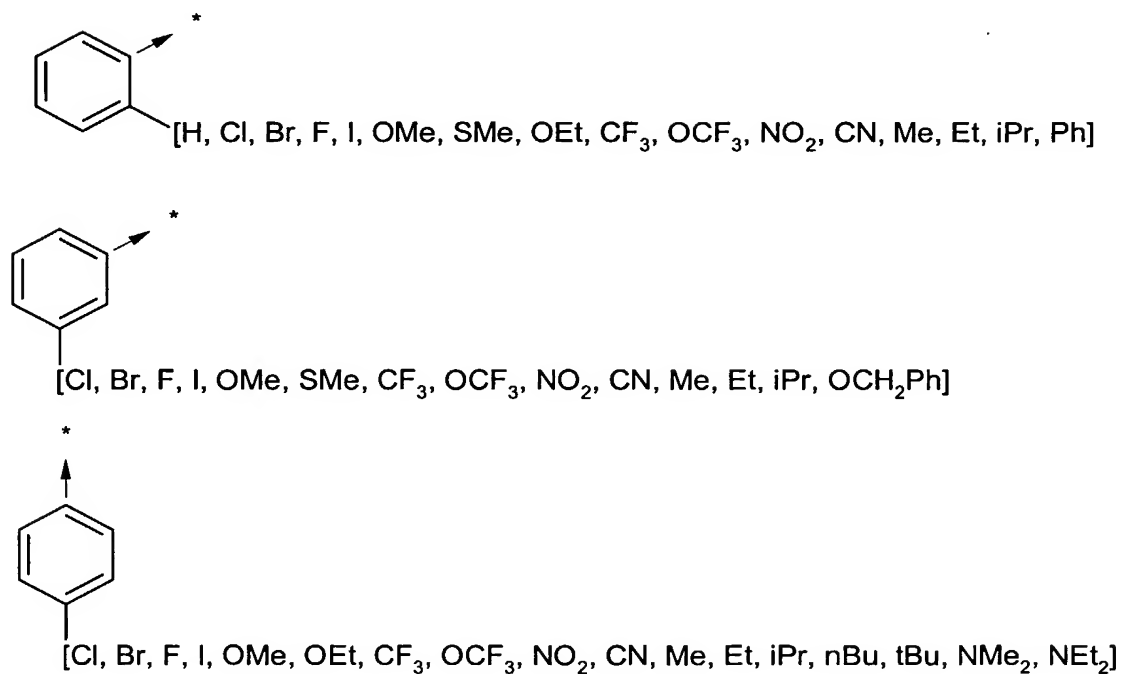 *
[H, Cl, Br, F, I, OMe, SMe, OEt, CF₃, OCF₃, NO₂, CN, Me, Et, iPr, Ph]
*
[Cl, Br, F, I, OMe, SMe, CF₃, OCF₃, NO₂, CN, Me, Et, iPr, OCH₂Ph]
*
[Cl, Br, F, I, OMe, OEt, CF₃, OCF₃, NO₂, CN, Me, Et, iPr, nBu, tBu, NMe₂, NEt₂]